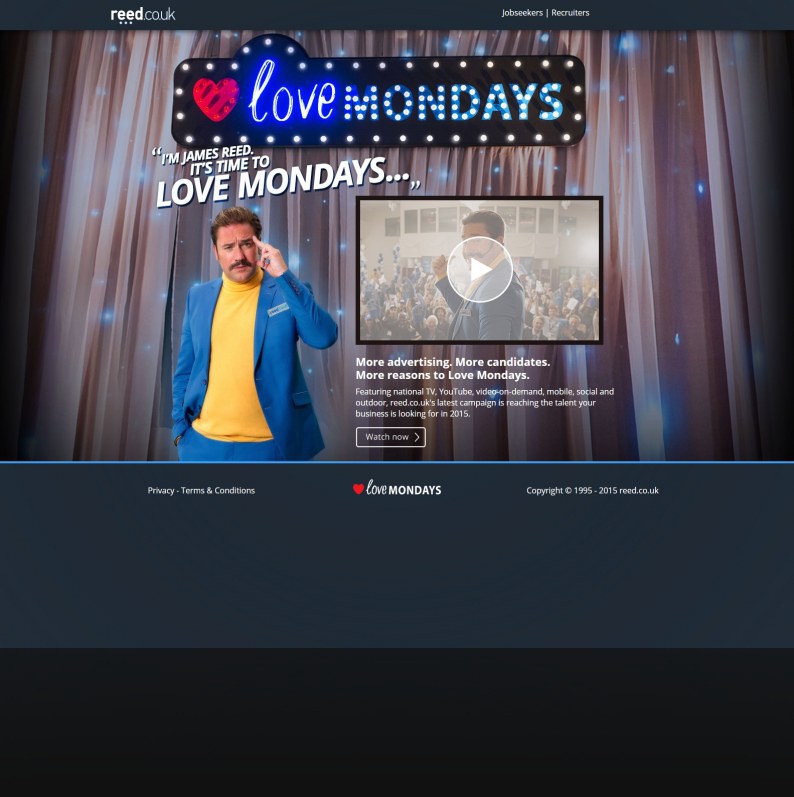 reed.co.uk
Jobseekers | Recruiters
love MONDAYS
“I'M JAMES REED.
IT'S TIME TO
LOVE MONDAYS...„
More advertising. More candidates.
More reasons to Love Mondays.
Featuring national TV, YouTube, video-on-demand, mobile, social and
outdoor, reed.co.uk's latest campaign is reaching the talent your
business is looking for in 2015.
Watch now
Privacy - Terms & Conditions
love MONDAYS
Copyright © 1995 - 2015 reed.co.uk